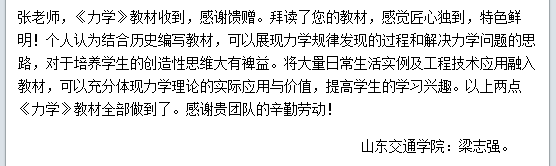 张老师，《力学》教材收到，感谢馈赠。拜读了您的教材，感觉匠心独到，特色鲜
明！个人认为结合历史编写教材，可以展现力学规律发现的过程和解决力学问题的思
路，对于培养学生的创造性思维大有裨益。将大量日常生活实例及工程技术应用融入
教材，可以充分体现力学理论的实际应用与价值，提高学生的学习兴趣。以上两点
《力学》教材全部做到了。感谢贵团队的辛勤劳动！
山东交通学院：梁志强。